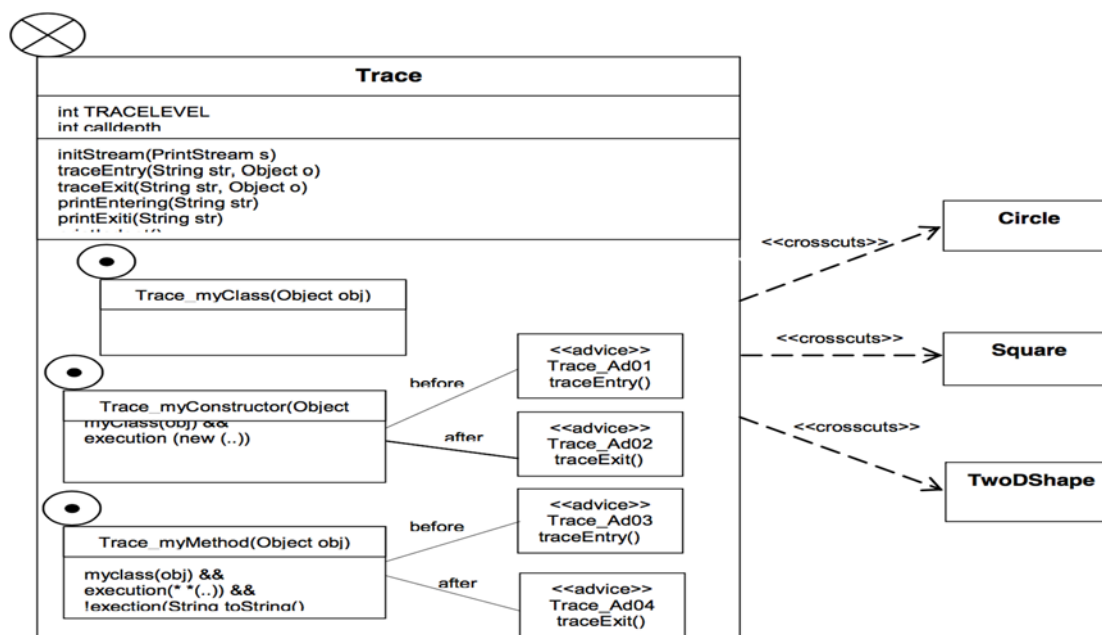 Trace
int TRACELEVEL
int calldepth
initStream(PrintStream s)
traceEntry(String str, Object o)
traceExit(String str, Object o)
printEntering(String str)
printExiti(String str)
Trace_myClass(Object obj)
Trace_myConstructor(Object
myClass(obj) &&
execution (new (..))
before
<<advice>>
Trace_Ad01
traceEntry()
after
<<advice>>
Trace_Ad02
traceExit()
Trace_myMethod(Object obj)
myclass(obj) &&
execution(* *(..)) &&
!exection(String toString()
before
<<advice>>
Trace_Ad03
traceEntry()
after
<<advice>>
Trace_Ad04
traceExit()
<<crosscuts>>
Circle
<<crosscuts>>
Square
<<crosscuts>>
TwoDShape